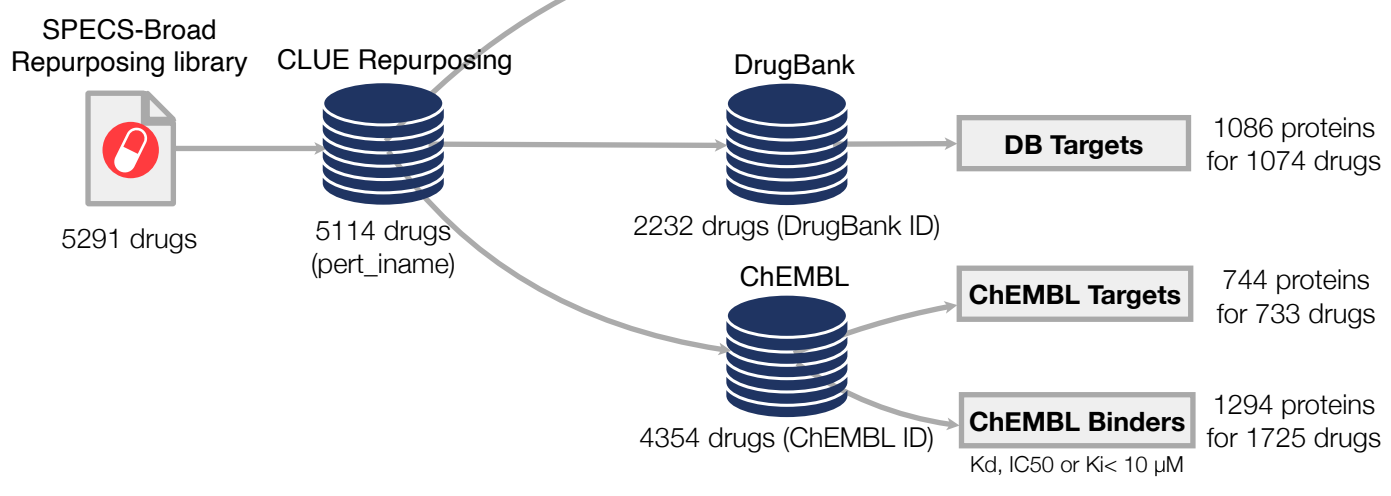 SPECS-Broad
Repurposing library
5291 drugs
CLUE Repurposing
5114 drugs
(pert_iname)
DrugBank
2232 drugs (DrugBank ID)
DB Targets
1086 proteins
for 1074 drugs
ChEMBL
4354 drugs (ChEMBL ID)
ChEMBL Targets
744 proteins
for 733 drugs
ChEMBL Binders
Kd, IC50 or Ki< 10 µM
1294 proteins
for 1725 drugs